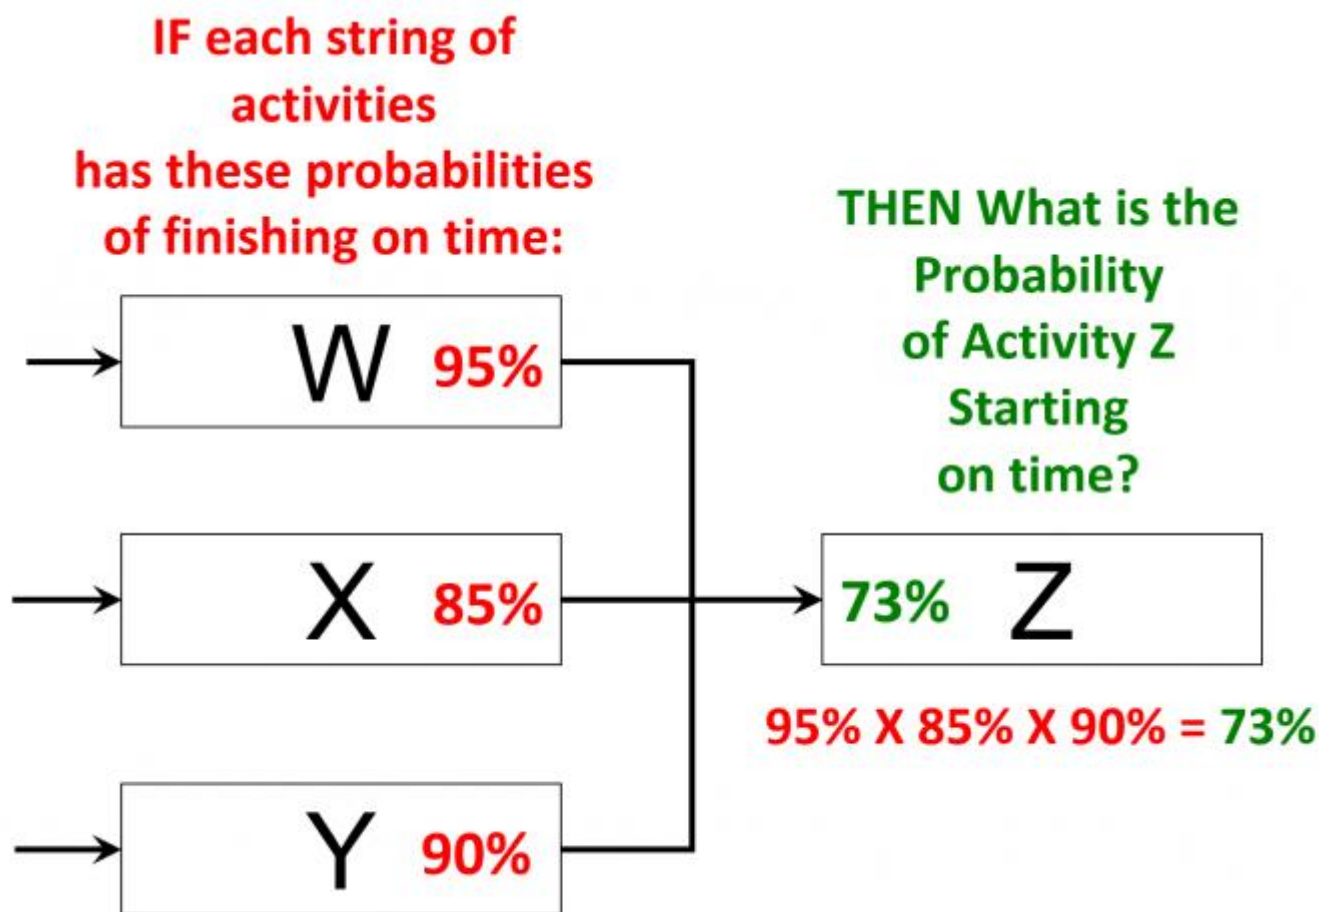 IF each string of
activities
has these probabilities
of finishing on time:
THEN What is the
Probability
of Activity Z
Starting
on time?
W 95%
X 85%
73% Z
95% X 85% X 90% = 73%
Y 90%